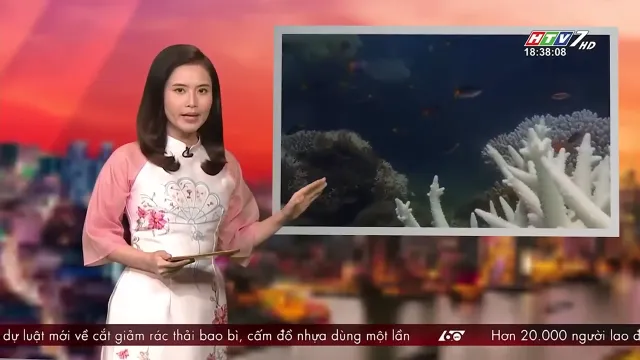 HTV7 HD
18:38:08
dự luật mới về cắt giảm rác thải bao bì, cấm đồ nhựa dùng một lần
60
Hơn 20.000 người lao đ